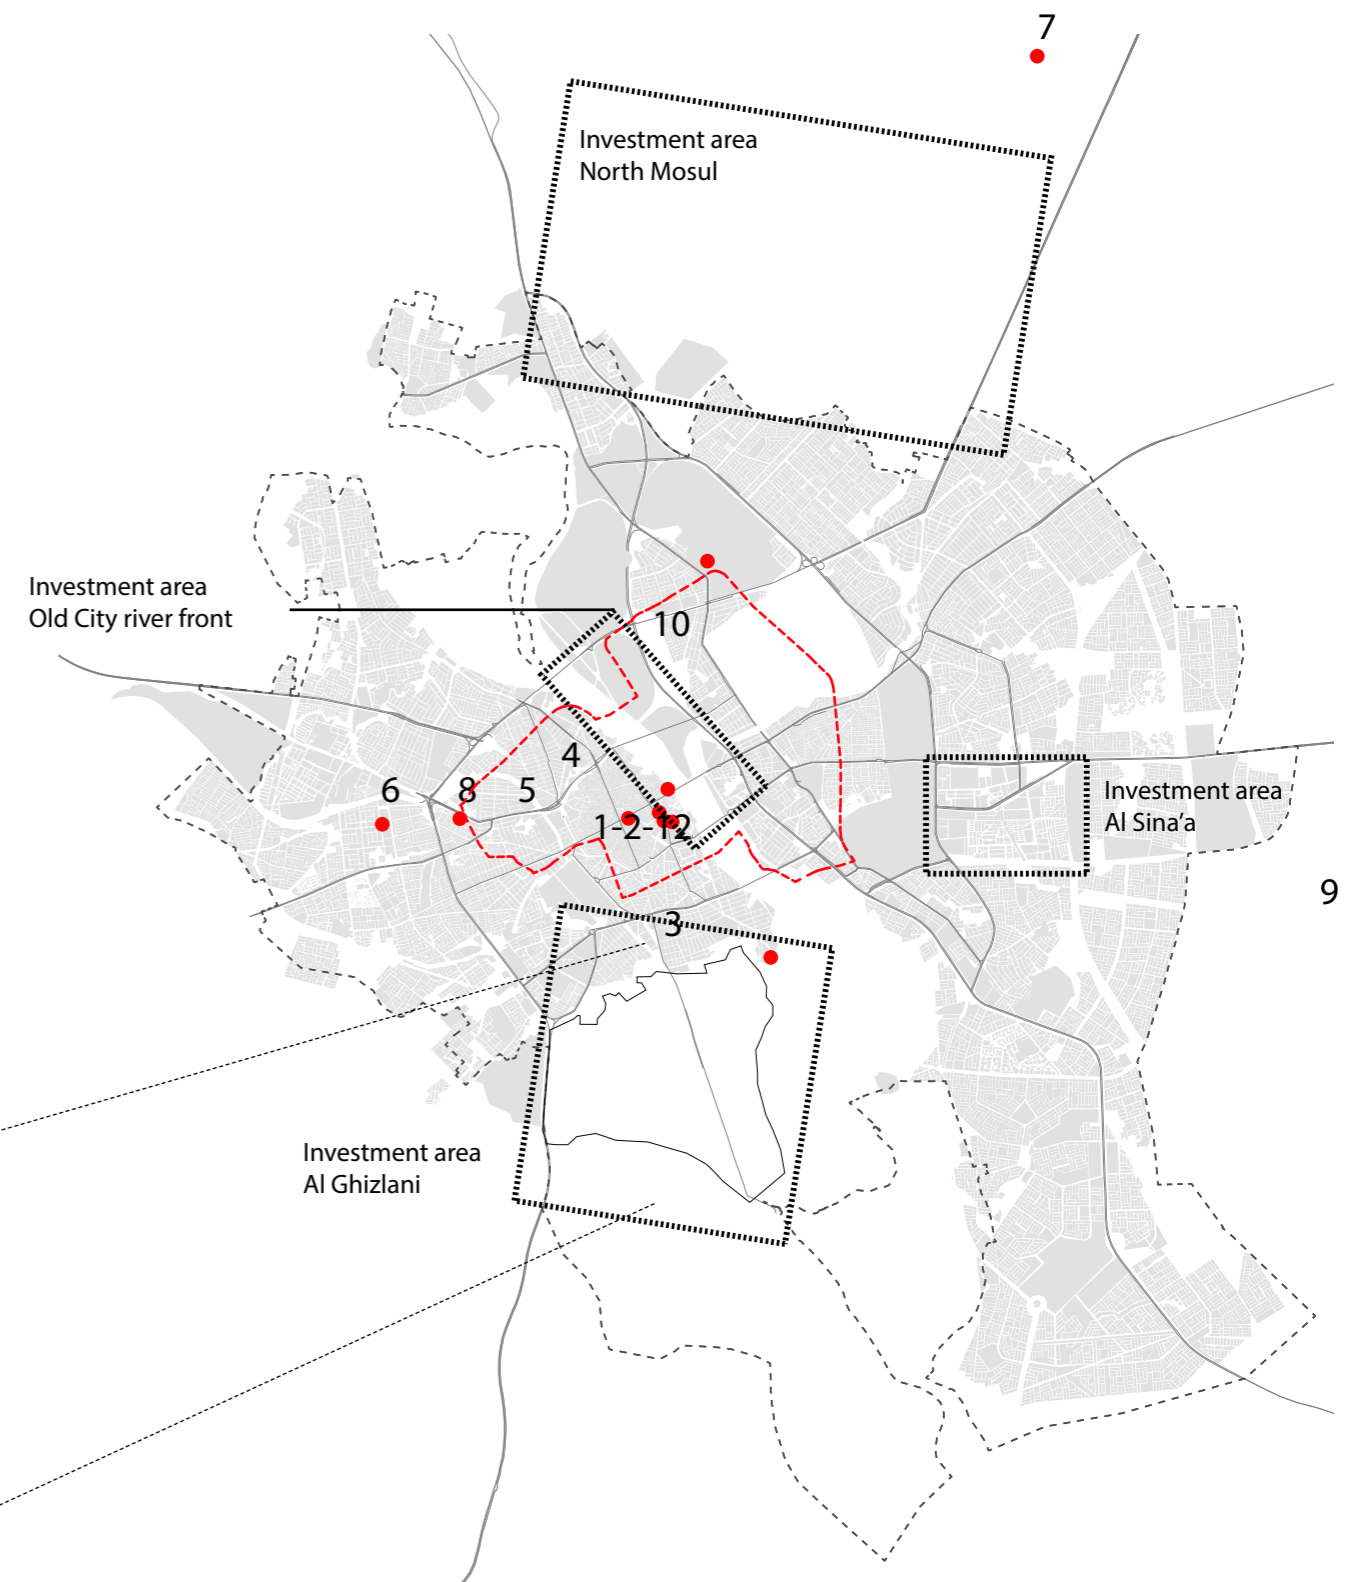 7
Investment area
North Mosul
Investment area
Old City river front
10
4
6
8
5
1-2-12
Investment area
Al Sina’a
9
3
Investment area
Al Ghizlani